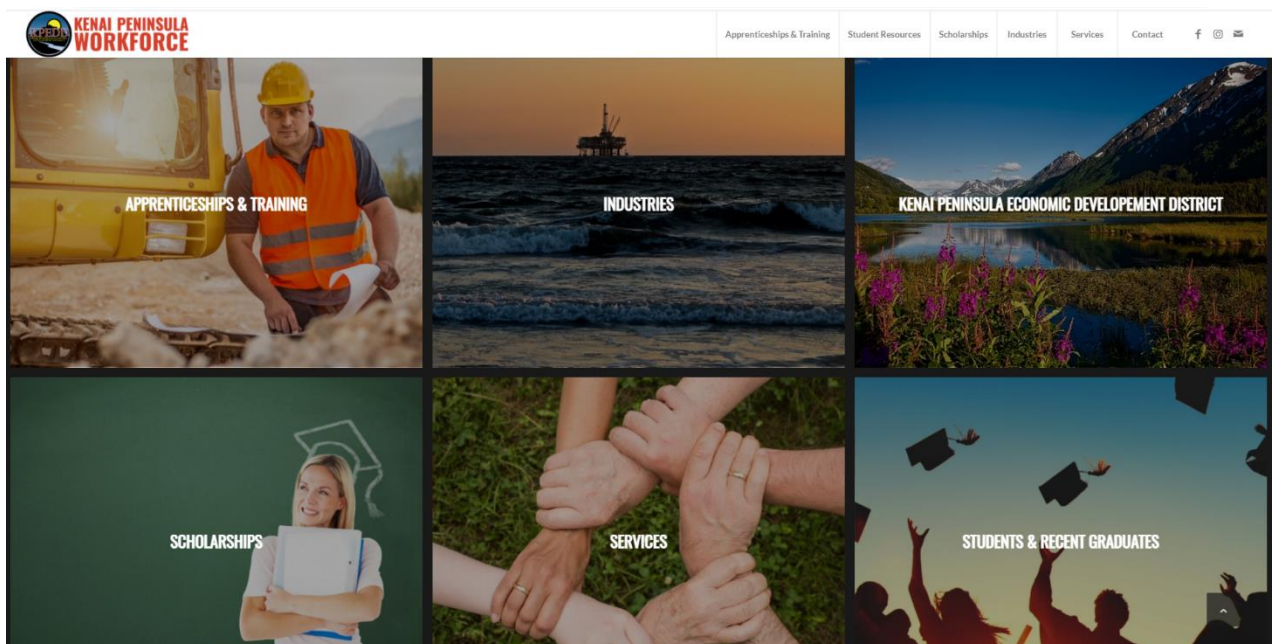 KPEDD
KENAI PENINSULA
WORKFORCE
Apprenticeships & Training
Student Resources
Scholarships
Industries
Services
Contact
APPRENTICESHIPS & TRAINING
INDUSTRIES
KENAI PENINSULA ECONOMIC DEVELOPEMENT DISTRICT
SCHOLARSHIPS
SERVICES
STUDENTS & RECENT GRADUATES